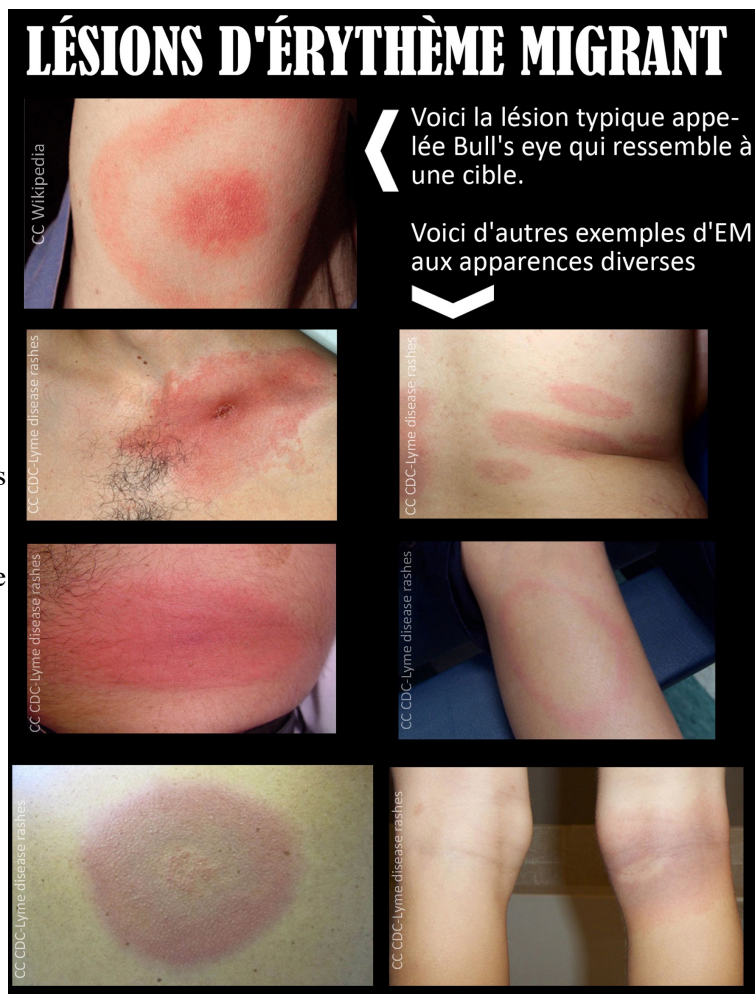 LÉSIONS D'ÉRYTHÈME MIGRANT
CC Wikipedia
Voici la lésion typique appe-
lée Bull's eye qui ressemble à
une cible.
Voici d'autres exemples d'EM
aux apparences diverses
CC CDC-Lyme disease rashes
CC CDC-Lyme disease rashes
s
CC CDC-Lyme disease rashes
CC CDC-Lyme disease rashes
e
CC CDC-Lyme disease rashes
CC CDC-Lyme disease rashes